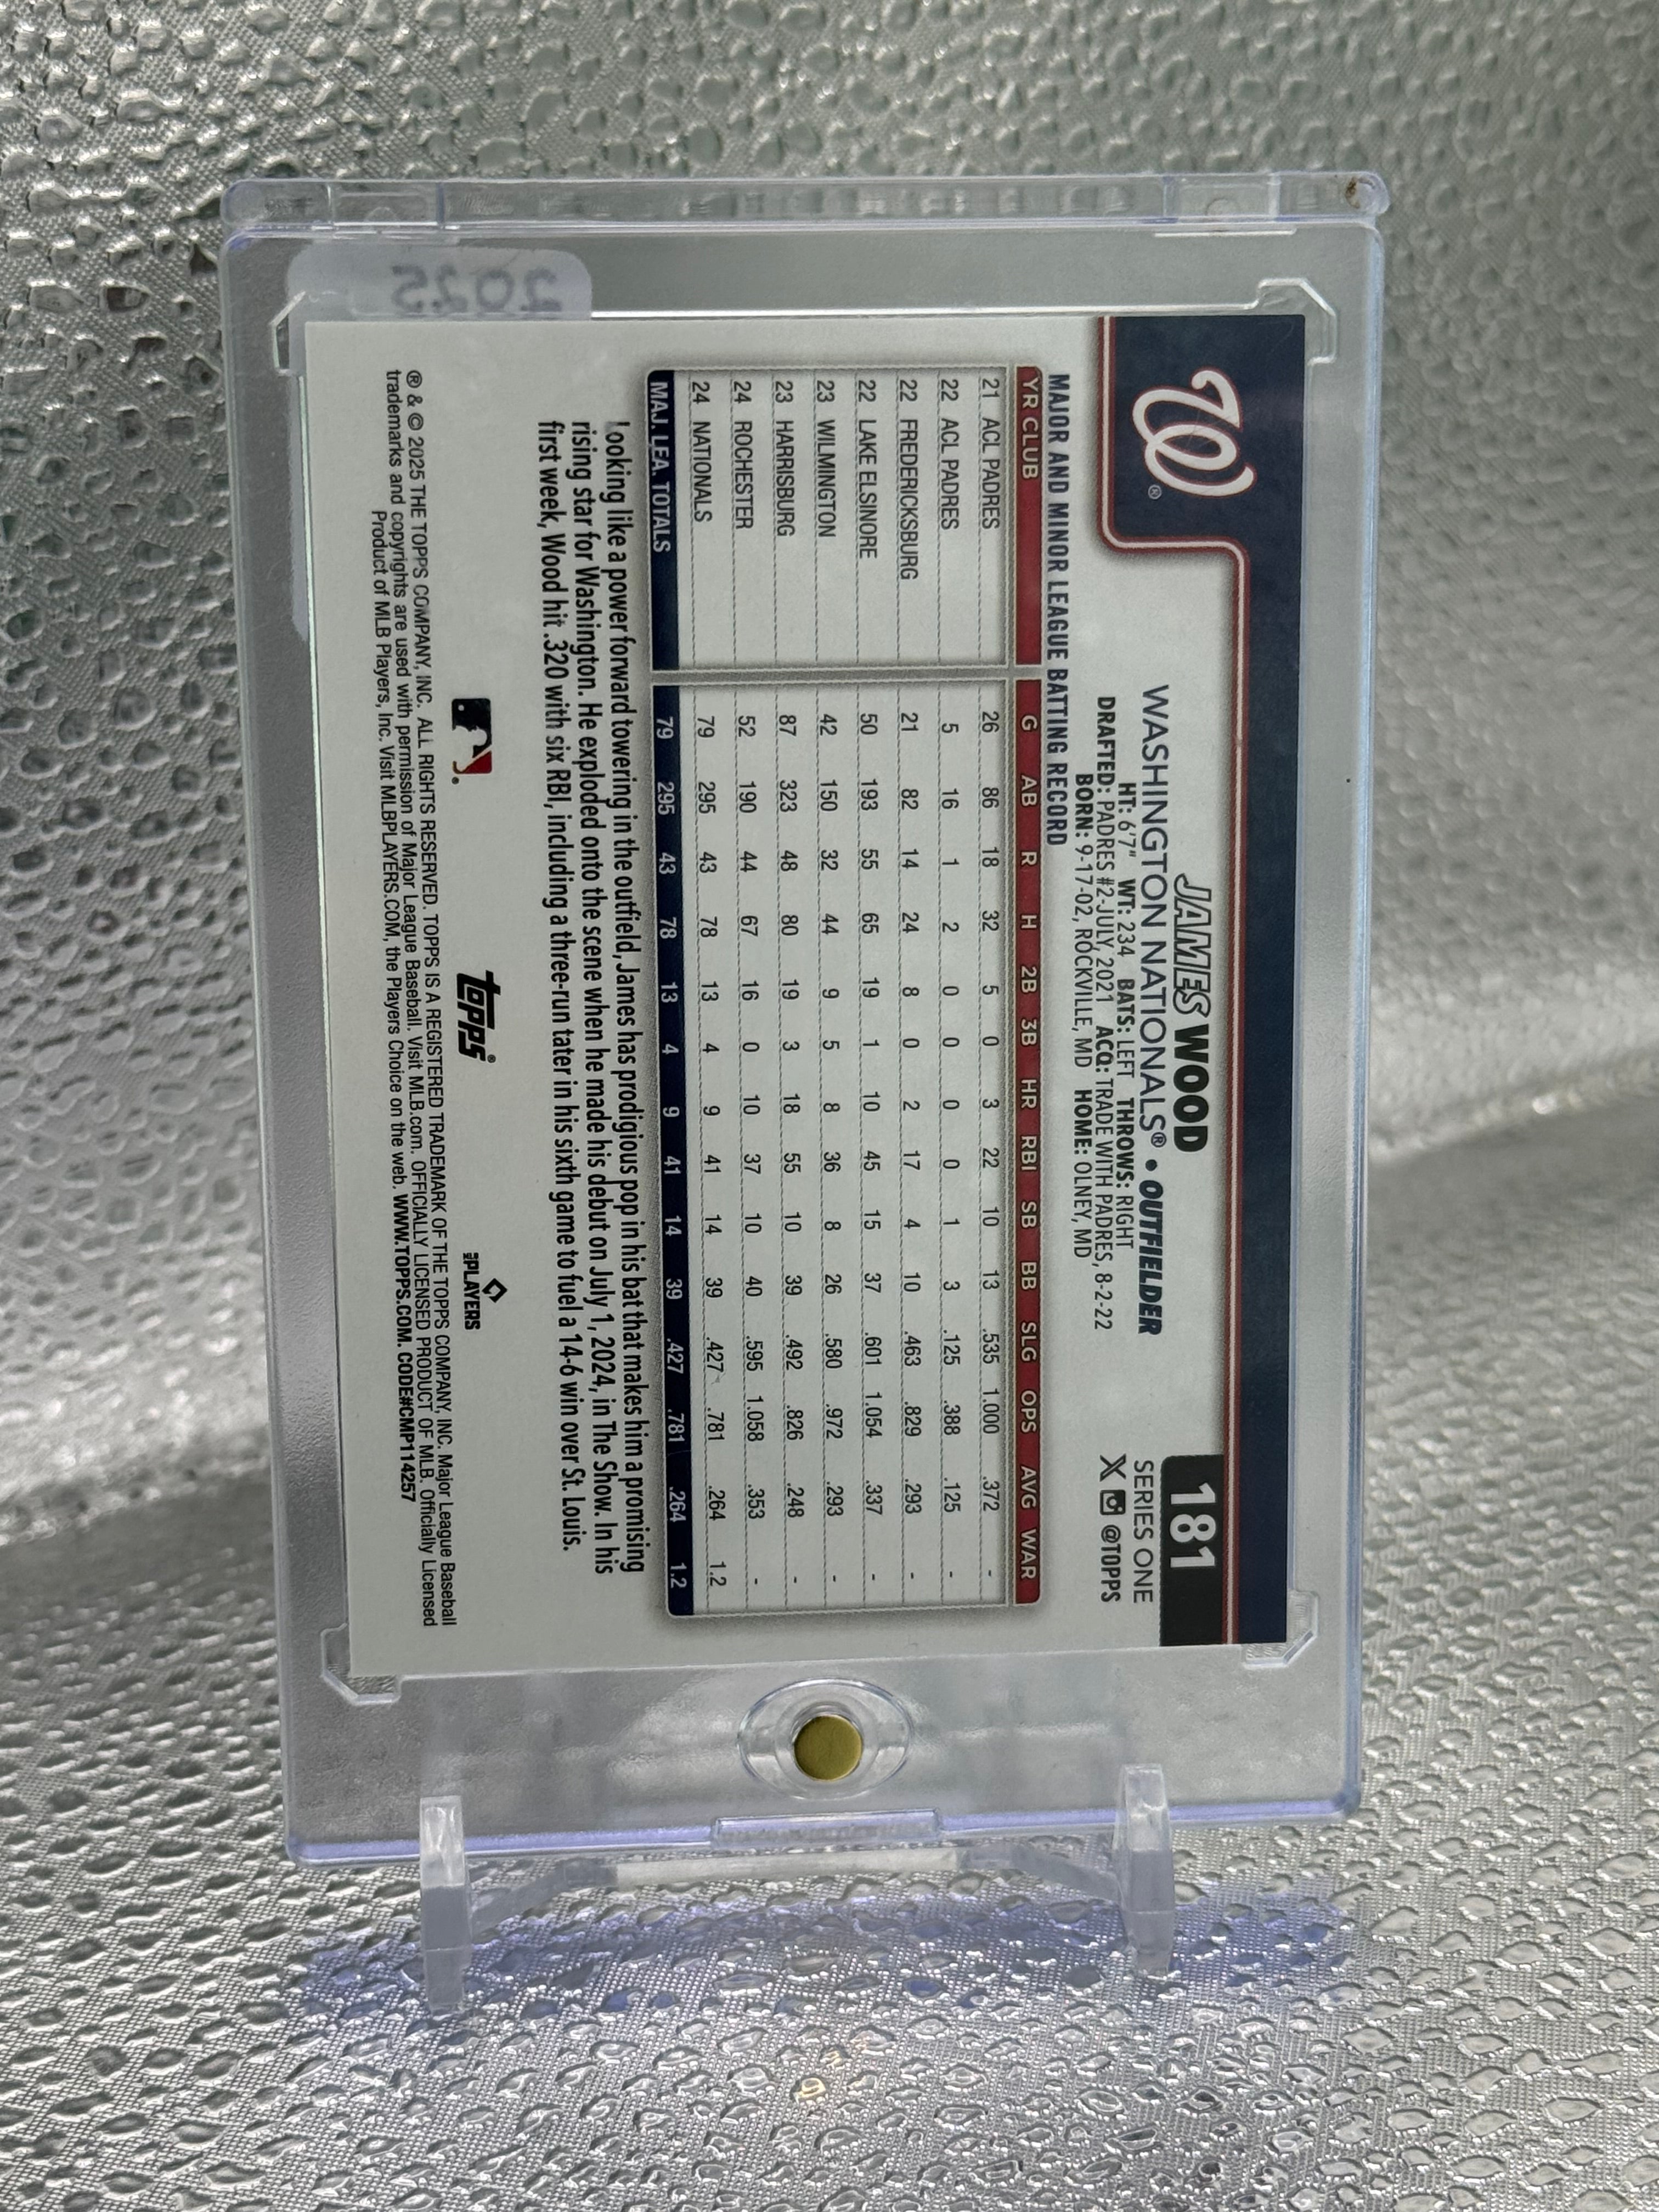 W®
181
JAMES WOOD
WASHINGTON NATIONALS® • OUTFIELDER
SERIES ONE
HT: 6'7" WT: 234 BATS: LEFT THROWS: RIGHT
DRAFTED: PADRES #2-JULY, 2021 ACQ: TRADE WITH PADRES, 8-2-22
X @TOPPS
BORN: 9-17-02, ROCKVILLE, MD HOME: OLNEY, MD
MAJOR AND MINOR LEAGUE BATTING RECORD
YR CLUB G AB R H 2B 3B HR RBI SB BB SLG OPS AVG WAR
21 ACL PADRES 26 86 18 32 5 0 3 22 10 13 .535 1.000 .372 -
22 ACL PADRES 5 16 1 2 0 0 0 0 1 3 .125 .388 .125 -
22 FREDERICKSBURG 21 82 14 24 8 0 2 17 4 10 .463 .829 .293 -
22 LAKE ELSINORE 50 193 55 65 19 1 10 45 15 37 .601 1.054 .337 -
23 WILMINGTON 42 150 32 44 9 5 8 36 8 26 .580 .972 .293 -
23 HARRISBURG 87 323 48 80 19 3 18 55 10 39 .492 .826 .248 -
24 ROCHESTER 52 190 44 67 16 0 10 37 10 40 .595 1.058 .353 -
24 NATIONALS 79 295 43 78 13 4 9 41 14 39 .427 .781 .264 1.2
MAJ. LEA. TOTALS 79 295 43 78 13 4 9 41 14 39 .427 .781 .264 1.2
Looking like a power forward towering in the outfield, James has prodigious pop in his bat that makes him a promising
rising star for Washington. He exploded onto the scene when he made his debut on July 1, 2024, in The Show. In his
first week, Wood hit .320 with six RBI, including a three-run tater in his sixth game to fuel a 14-6 win over St. Louis.
topps®
PLAYERS
® & © 2025 THE TOPPS COMPANY, INC. ALL RIGHTS RESERVED. TOPPS IS A REGISTERED TRADEMARK OF THE TOPPS COMPANY, INC. Major League Baseball
trademarks and copyrights are used with permission of Major League Baseball. Visit MLB.com. OFFICIALLY LICENSED PRODUCT OF MLB. Officially Licensed
Product of MLB Players, Inc. Visit MLBPLAYERS.COM, the Players Choice on the web. WWW.TOPPS.COM. CODE#CMP114257